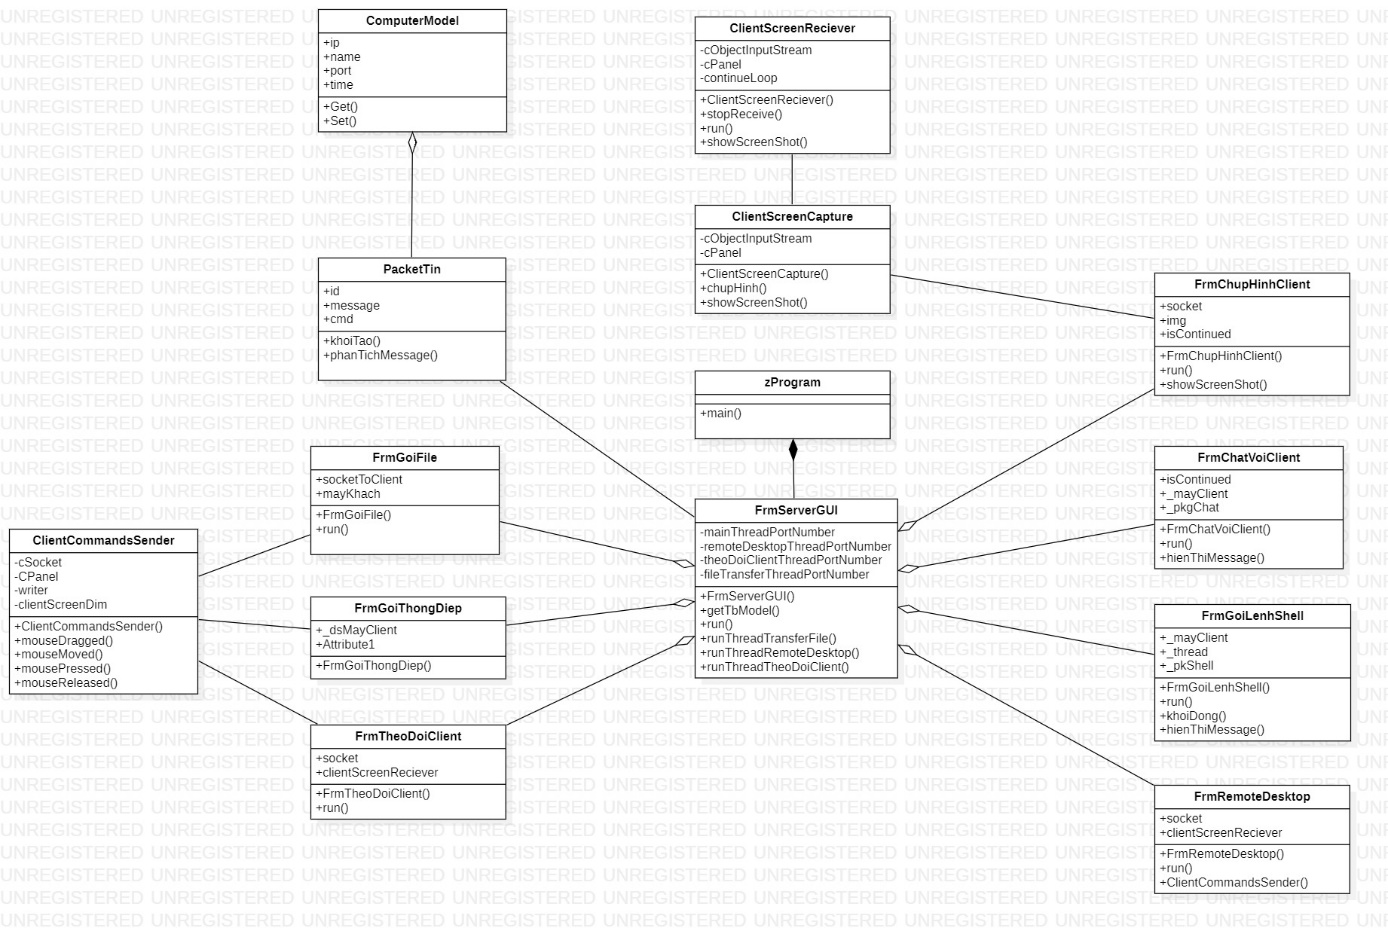 ComputerModel
+ip
+name
+port
+time
+Get()
+Set()
ClientScreenReciever
-cObjectInputStream
-cPanel
-continueLoop
+ClientScreenReciever()
+stopReceive()
+run()
+showScreenShot()
ClientScreenCapture
-cObjectInputStream
-cPanel
+ClientScreenCapture()
+chupHinh()
+showScreenShot()
PacketTin
+id
+message
+cmd
+khoiTao()
+phanTichMessage()
FrmChupHinhClient
+socket
+img
+isContinued
+FrmChupHinhClient()
+run()
+showScreenShot()
zProgram
+main()
FrmGoiFile
+socketToClient
+mayKhach
+FrmGoiFile()
+run()
FrmChatVoiClient
+isContinued
+_mayClient
+_pkgChat
+FrmChatVoiClient()
+run()
+hienThiMessage()
FrmServerGUI
-mainThreadPortNumber
-remoteDesktopThreadPortNumber
-theoDoiClientThreadPortNumber
-fileTransferThreadPortNumber
+FrmServerGUI()
+getTbModel()
+run()
+runThreadTransferFile()
+runThreadRemoteDesktop()
+runThreadTheoDoiClient()
ClientCommandsSender
-cSocket
-CPanel
-writer
-clientScreenDim
+ClientCommandsSender()
+mouseDragged()
+mouseMoved()
+mousePressed()
+mouseReleased()
FrmGoiThongDiep
+_dsMayClient
+Attribute1
+FrmGoiThongDiep()
FrmGoiLenhShell
+_mayClient
+_thread
+_pkShell
+FrmGoiLenhShell()
+run()
+khoiDong()
+hienThiMessage()
FrmTheoDoiClient
+socket
+clientScreenReciever
+FrmTheoDoiClient()
+run()
FrmRemoteDesktop
+socket
+clientScreenReciever
+FrmRemoteDesktop()
+run()
+ClientCommandsSender()